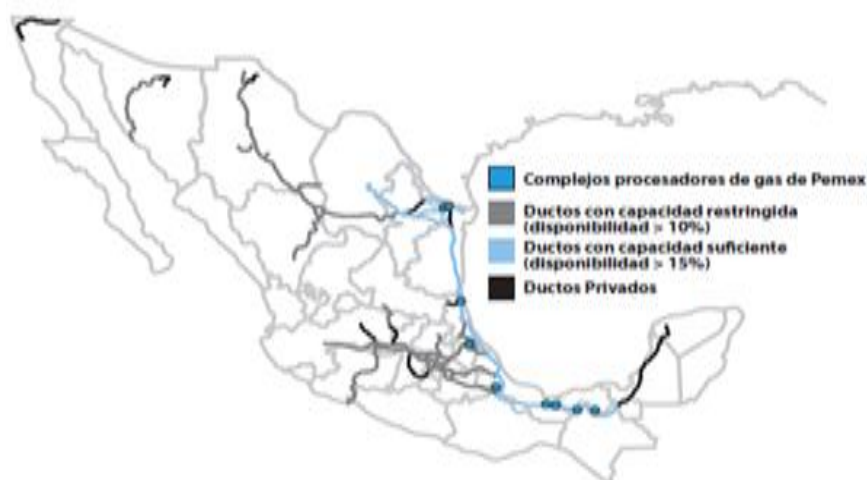 Complejos procesadores de gas de Pemex
Ductos con capacidad restringida
(disponibilidad > 10%)
Ductos con capacidad suficiente
(disponibilidad > 15%)
Ductos Privados